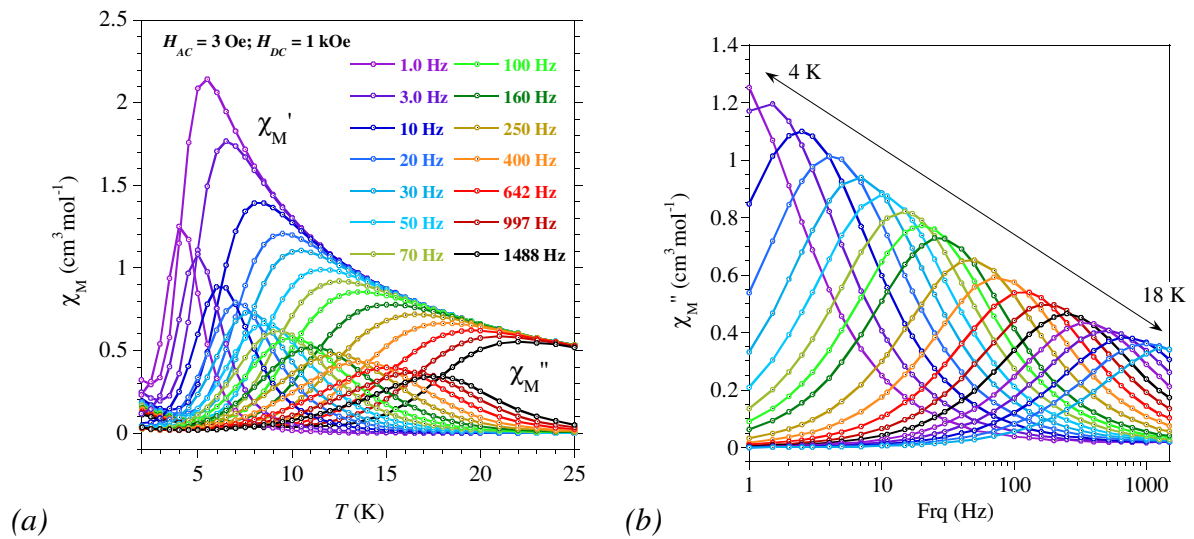 H_AC = 3 Oe; H_DC = 1 kOe
1.0 Hz
3.0 Hz
10 Hz
20 Hz
30 Hz
50 Hz
70 Hz
100 Hz
160 Hz
250 Hz
400 Hz
642 Hz
997 Hz
1488 Hz
χ_M'
χ_M"
χ_M (cm³mol⁻¹)
2.5
2
1.5
1
0.5
0
5
10
15
20
25
T (K)
(a)
4 K
18 K
χ_M" (cm³mol⁻¹)
1.4
1.2
1
0.8
0.6
0.4
0.2
0
1
10
100
1000
Frq (Hz)
(b)